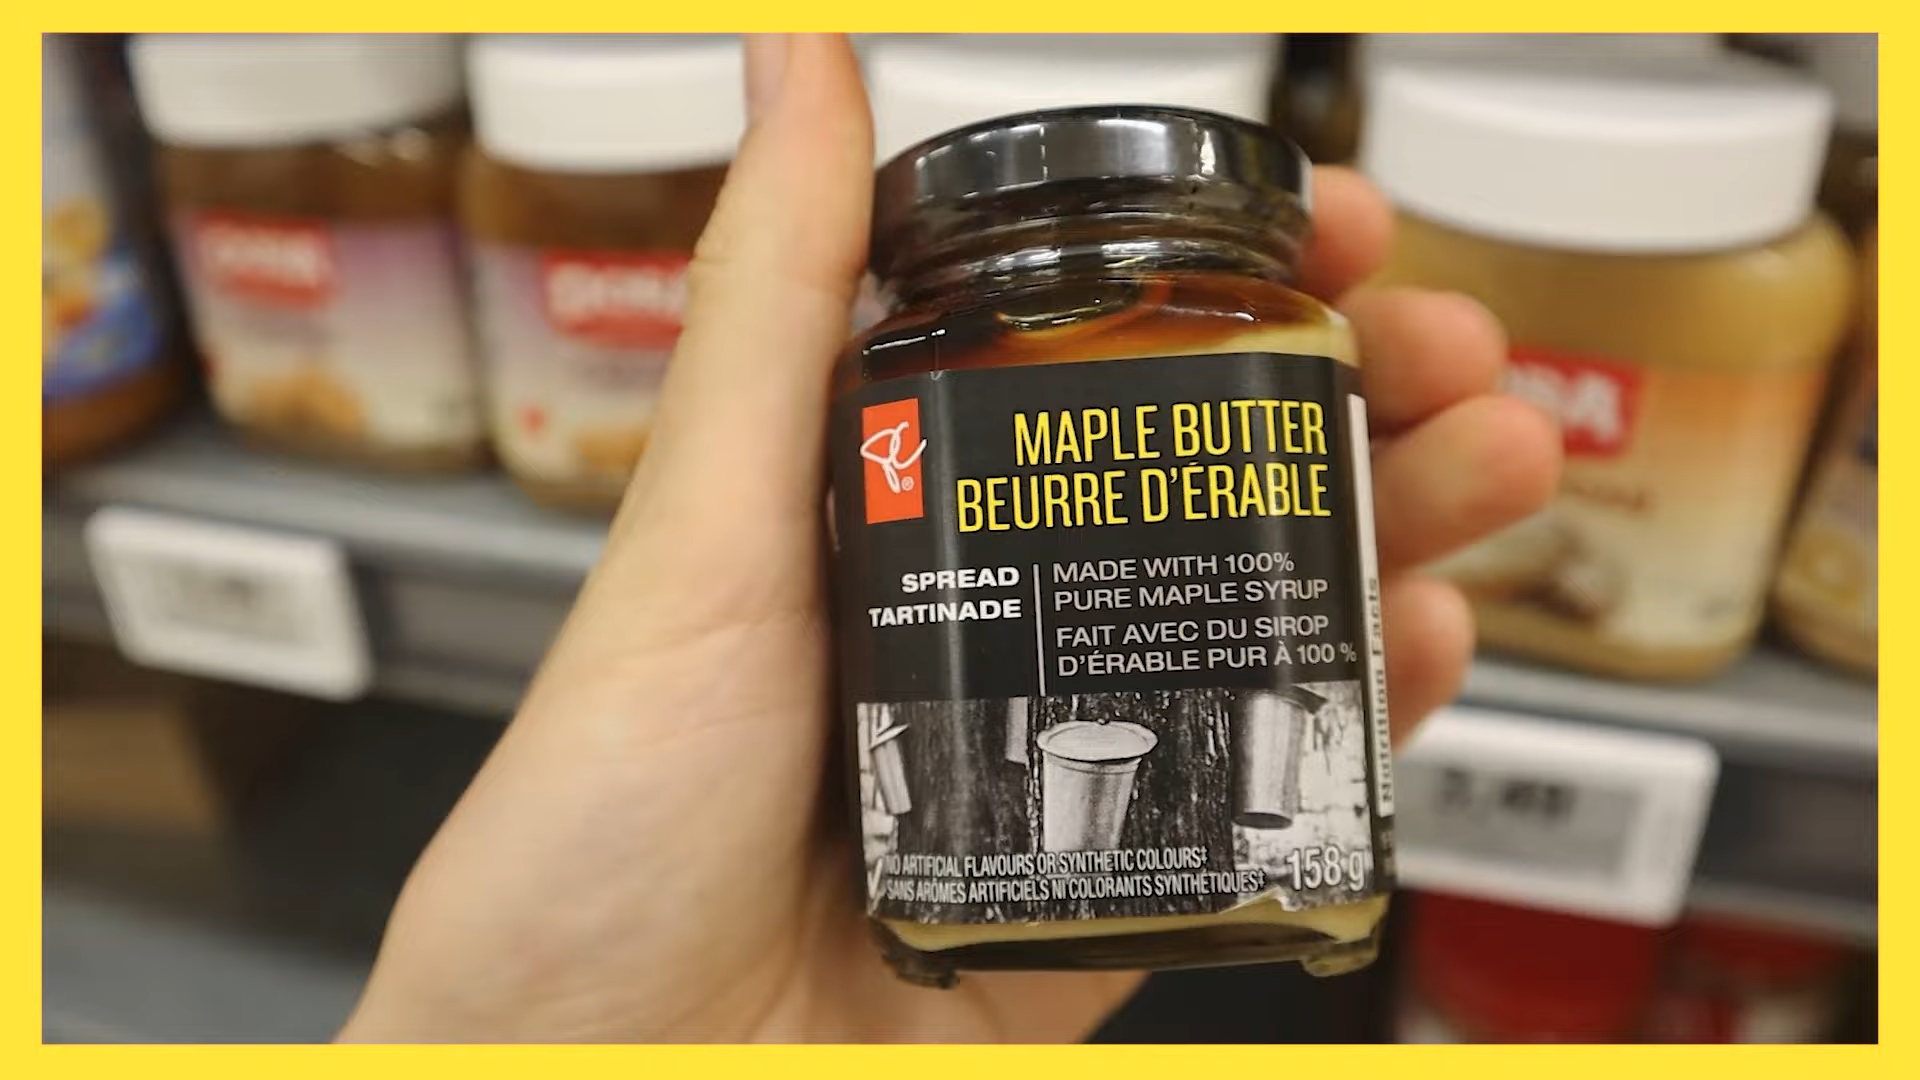 MAPLE BUTTER
BEURRE D'ÉRABLE
SPREAD
TARTINADE
MADE WITH 100%
PURE MAPLE SYRUP
FAIT AVEC DU SIROP
D'ÉRABLE PUR À 100 %
NO ARTIFICIAL FLAVOURS OR SYNTHETIC COLOURS‡
SANS ARÔMES ARTIFICIELS NI COLORANTS SYNTHÉTIQUES‡
158 g
Nutrition Facts
PC®